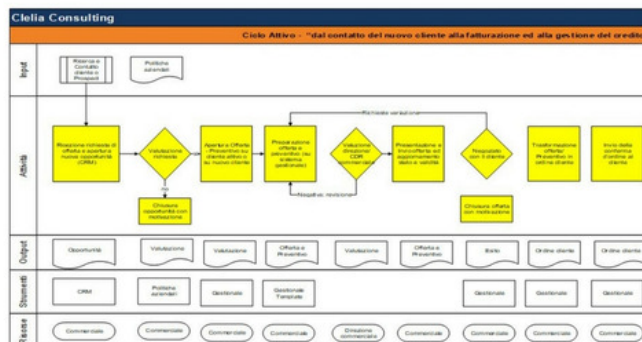 Clelia Consulting
Ciclo Attivo - "dal contatto del nuovo cliente alla fatturazione ed alla gestione del credito
Input
Ricerca e
Contatto
cliente o
Prospect
Politiche
aziendali
Richiesta variazione
Attività
Ricezione richiesta di
offerta e apertura
nuova opportunità
(CRM)
Valutazione
richiesta
Apertura Offerta
- Preventivo su
cliente attivo o
su nuovo cliente
Preparazione
offerta e
preventivo (su
sistema
gestionale)
Valutazione
direzione/
commerciale
Presentazione e
invio offerta ed
aggiornamento
stato e validità
Negoziato
con il cliente
Trasformazione
offerta/
Preventivo in
ordine cliente
Invio della
conferma
d'ordine al
cliente
no
Negativa: revisione
Chiusura
opportunità con
motivazione
Chiusura offerta
con motivazione
Output
Opportunità
Valutazione
Valutazione
Offerta e
Preventivo
Valutazione
Offerta e
Preventivo
Esito
Ordine cliente
Ordine cliente
Strumenti
CRM
Politiche
aziendali
Gestionale
Gestionale
Template
Gestionale
Gestionale
Gestionale
Risorse
Commerciale
Commerciale
Commerciale
Commerciale
Direzione
commerciale
Commerciale
Commerciale
Commerciale
Commerciale